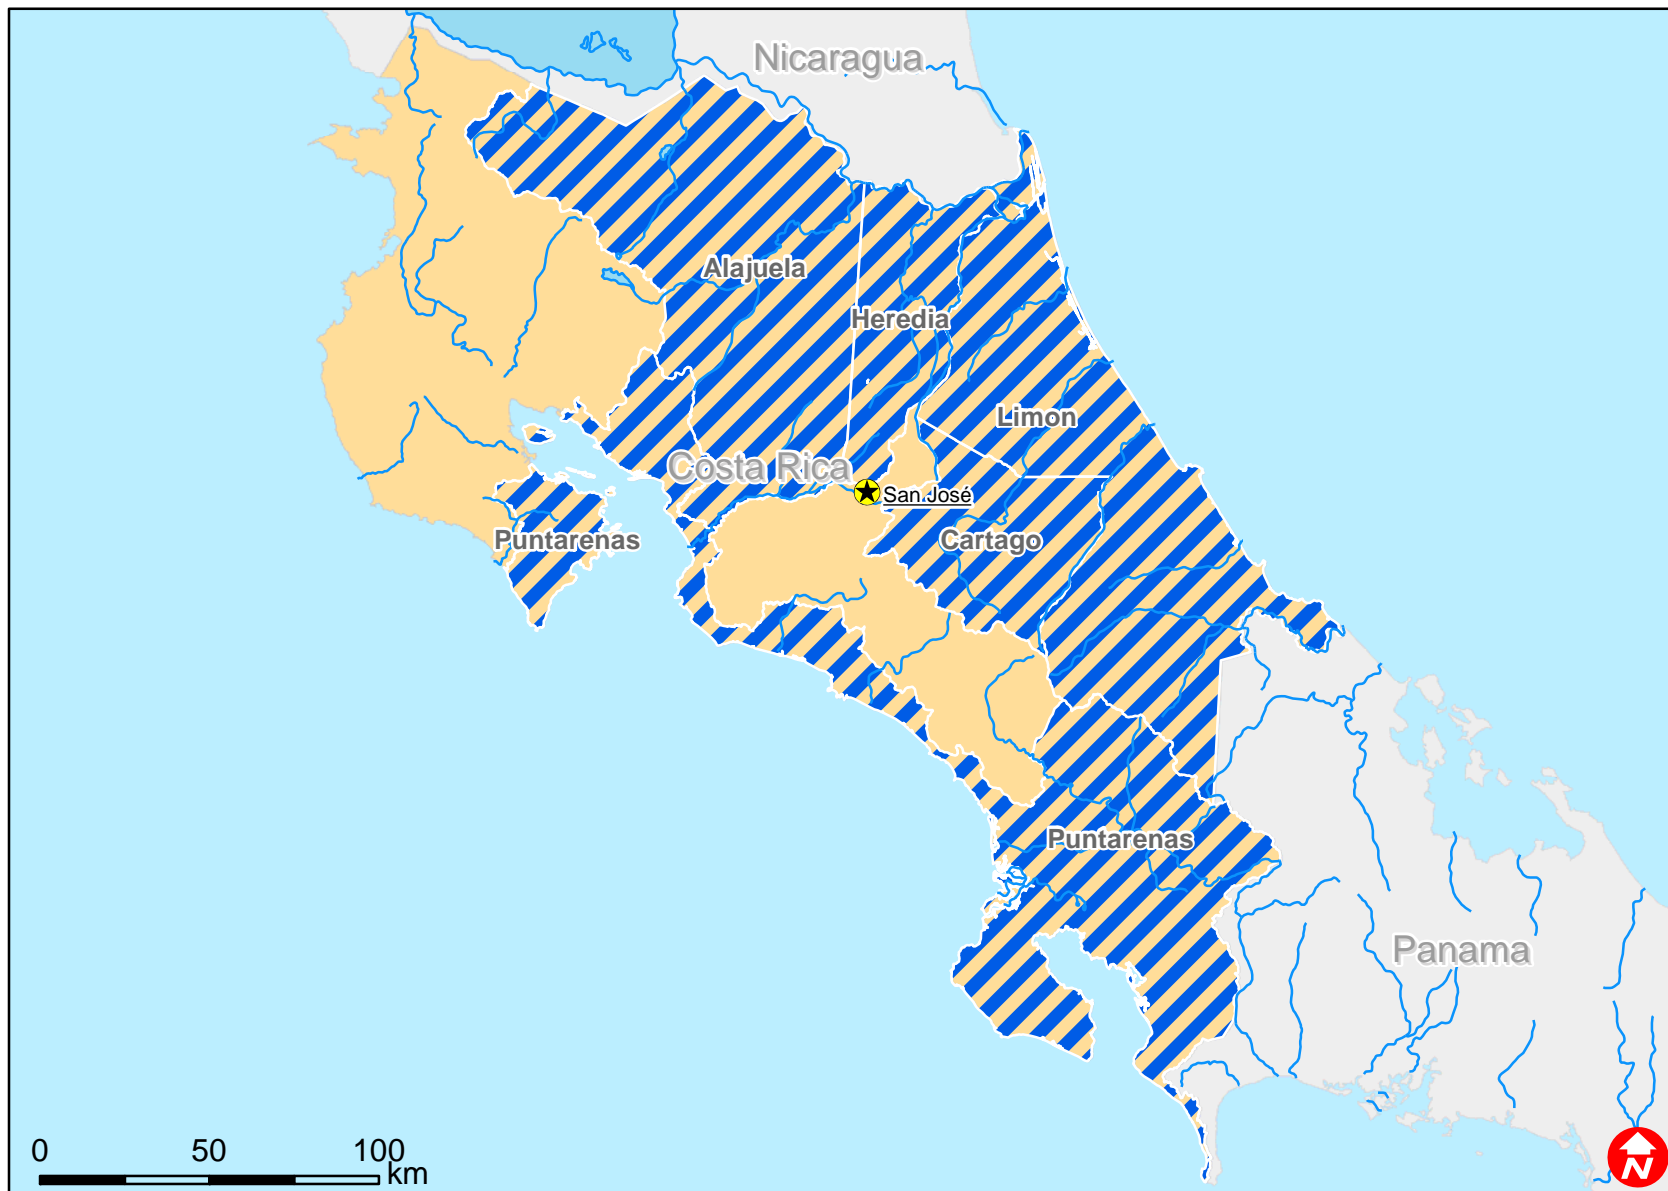 Nicaragua
Alajuela
Heredia
Limon
Costa Rica
San José
Puntarenas
Cartago
Puntarenas
Panama
0 50 100
km
N